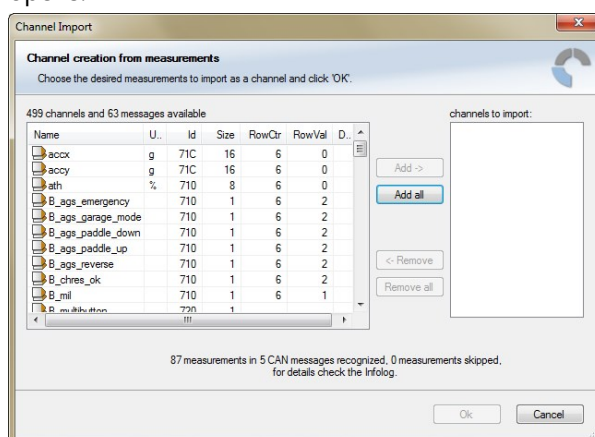 Channel Import
Channel creation from measurements
Choose the desired measurements to import as a channel and click 'OK'.
499 channels and 63 messages available
channels to import:
Name U.. Id Size RowCtr RowVal D..
accx g 71C 16 6 0
accy g 71C 16 6 0
ath % 710 8 6 0
B_ags_emergency 710 1 6 2
B_ags_garage_mode 710 1 6 2
B_ags_paddle_down 710 1 6 2
B_ags_paddle_up 710 1 6 2
B_ags_reverse 710 1 6 2
B_chres_ok 710 1 6 2
B_mil 710 1 6 1
B_multibutton 720 1
Add ->
Add all
<- Remove
Remove all
87 measurements in 5 CAN messages recognized, 0 measurements skipped,
for details check the Infolog.
Ok Cancel